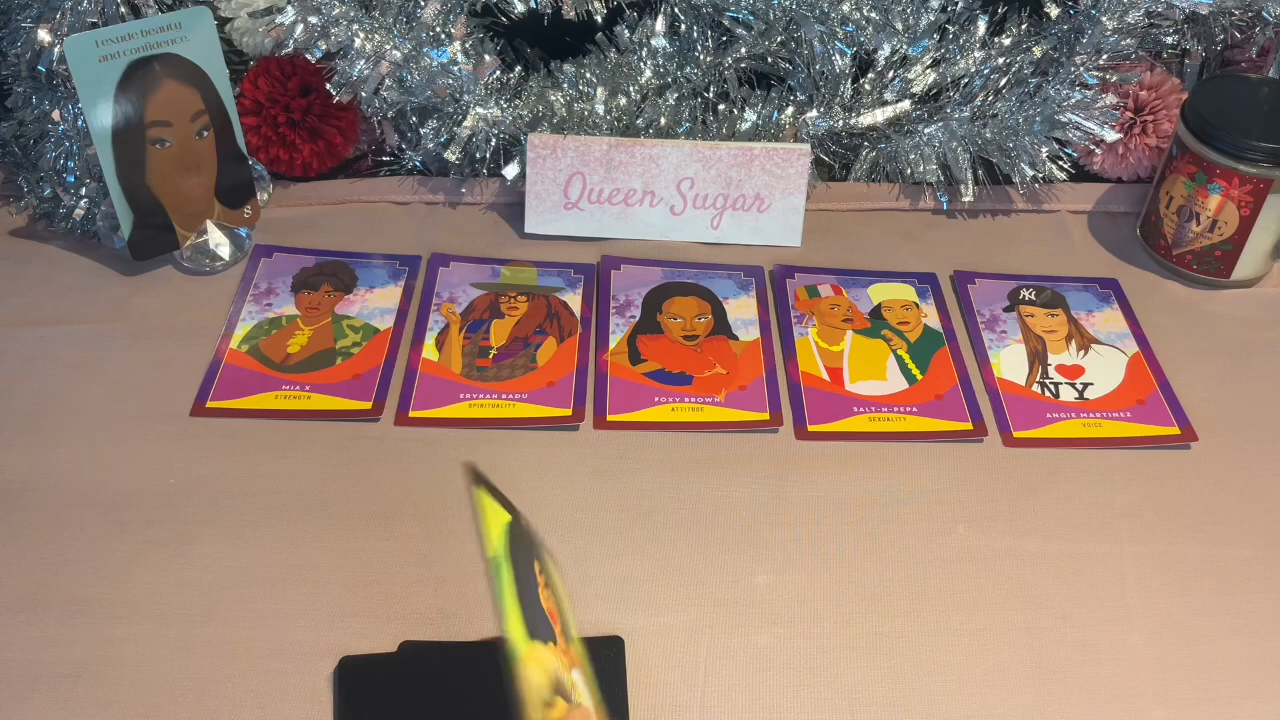 I exude beauty
and confidence.
Queen Sugar
LOVE
MIA X
STRENGTH
ERYKAH BADU
SPIRITUALITY
FOXY BROWN
ATTITUDE
SALT-N-PEPA
SEXUALITY
NY
I
NY
ANGIE MARTINEZ
VOICE